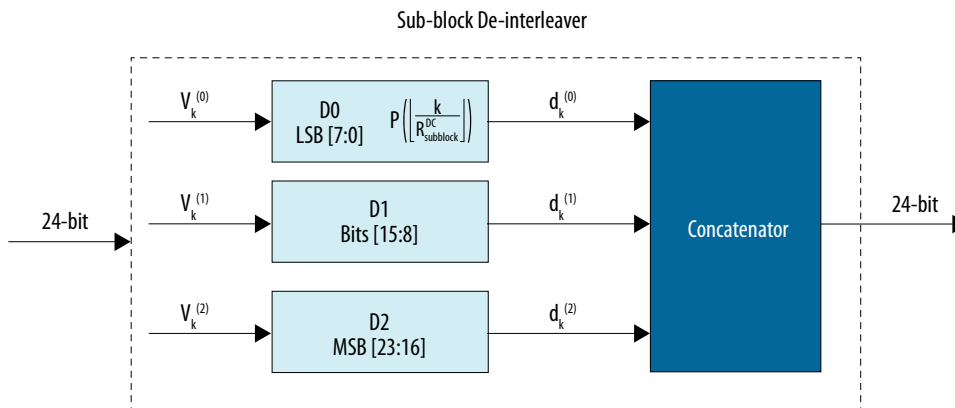 Sub-block De-interleaver
V_k^(0)
D0
LSB [7:0]
P(⌊k / R_subblock^DC⌋)
d_k^(0)
24-bit
V_k^(1)
D1
Bits [15:8]
d_k^(1)
Concatenator
24-bit
V_k^(2)
D2
MSB [23:16]
d_k^(2)